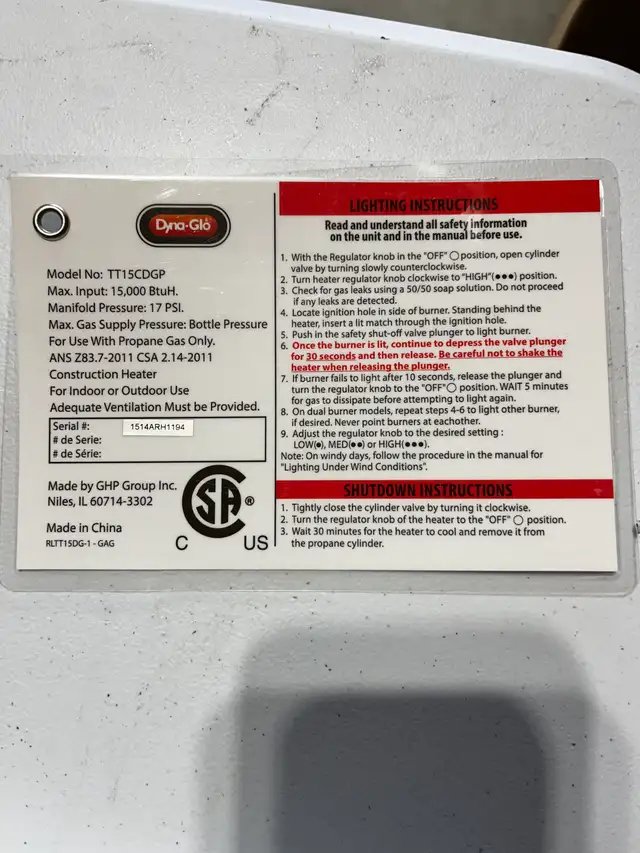 Dyna-Glo
Model No: TT15CDGP
Max. Input: 15,000 BtuH.
Manifold Pressure: 17 PSI.
Max. Gas Supply Pressure: Bottle Pressure
For Use With Propane Gas Only.
ANS Z83.7-2011 CSA 2.14-2011
Construction Heater
For Indoor or Outdoor Use
Adequate Ventilation Must be Provided.
Serial #: 1514ARH1194
# de Serie:
# de Série:
Made by GHP Group Inc.
Niles, IL 60714-3302
Made in China
RLTT15DG-1 - GAG
SA ®
C US
LIGHTING INSTRUCTIONS
Read and understand all safety information
on the unit and in the manual before use.
1. With the Regulator knob in the "OFF" ◯ position, open cylinder
valve by turning slowly counterclockwise.
2. Turn heater regulator knob clockwise to "HIGH"(●●●) position.
3. Check for gas leaks using a 50/50 soap solution. Do not proceed
if any leaks are detected.
4. Locate ignition hole in side of burner. Standing behind the
heater, insert a lit match through the ignition hole.
5. Push in the safety shut-off valve plunger to light burner.
6. Once the burner is lit, continue to depress the valve plunger
for 30 seconds and then release. Be careful not to shake the
heater when releasing the plunger.
7. If burner fails to light after 10 seconds, release the plunger and
turn the regulator knob to the "OFF"◯ position. WAIT 5 minutes
for gas to dissipate before attempting to light again.
8. On dual burner models, repeat steps 4-6 to light other burner,
if desired. Never point burners at eachother.
9. Adjust the regulator knob to the desired setting :
LOW(●), MED(●●) or HIGH(●●●).
Note: On windy days, follow the procedure in the manual for
"Lighting Under Wind Conditions".
SHUTDOWN INSTRUCTIONS
1. Tightly close the cylinder valve by turning it clockwise.
2. Turn the regulator knob of the heater to the "OFF" ◯ position.
3. Wait 30 minutes for the heater to cool and remove it from
the propane cylinder.